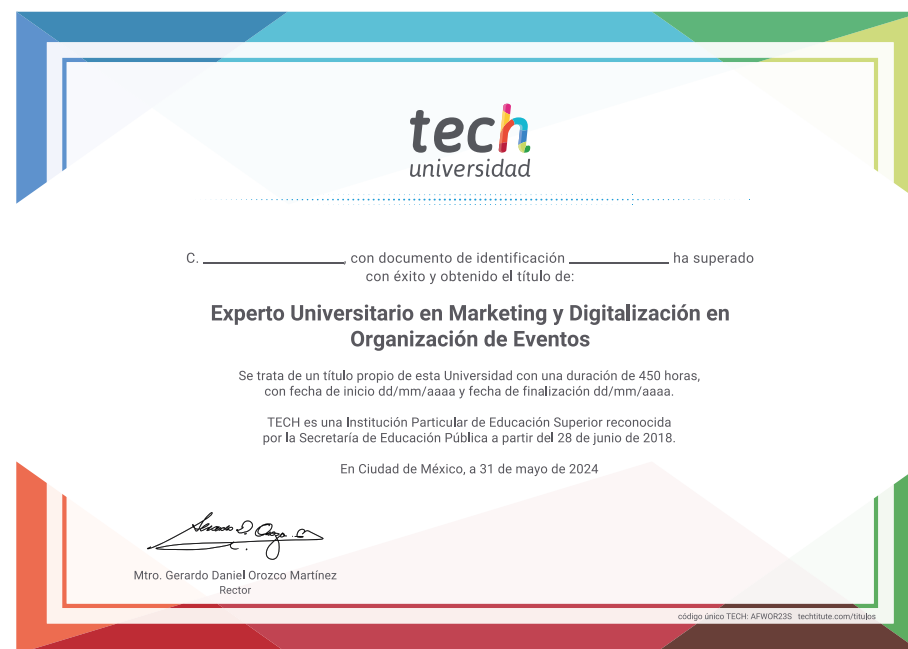 tech
universidad
C. ____________, con documento de identificación ____________ ha superado
con éxito y obtenido el título de:
Experto Universitario en Marketing y Digitalización en
Organización de Eventos
Se trata de un título propio de esta Universidad con una duración de 450 horas,
con fecha de inicio dd/mm/aaaa y fecha de finalización dd/mm/aaaa.
TECH es una Institución Particular de Educación Superior reconocida
por la Secretaría de Educación Pública a partir del 28 de junio de 2018.
En Ciudad de México, a 31 de mayo de 2024
Mtro. Gerardo Daniel Orozco Martínez
Rector
código único TECH: AFWOR23S techtitute.com/titulos